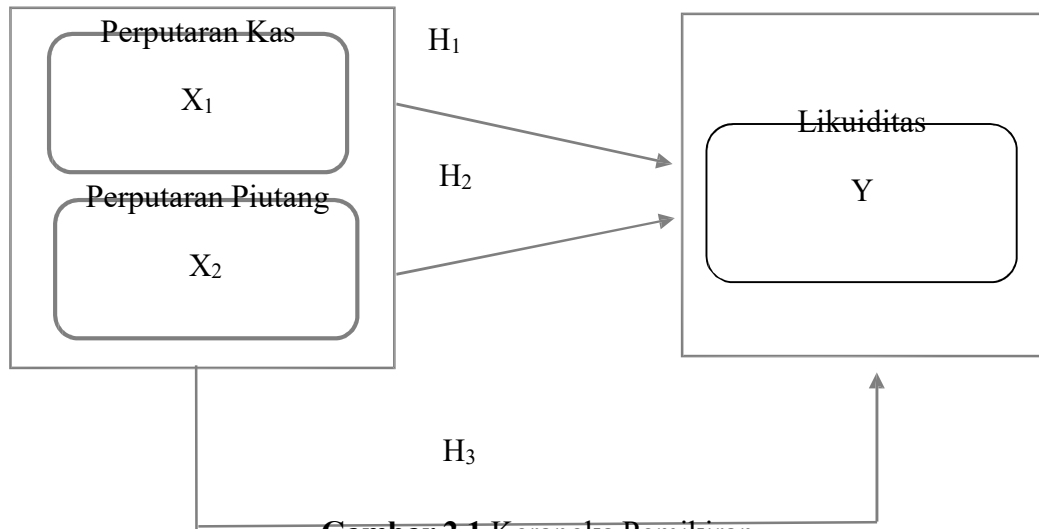 Perputaran Kas
H₁
X₁
Likuiditas
H₂
Y
Perputaran Piutang
X₂
H₃
Gambar 2.1 Kerangka Pemikiran